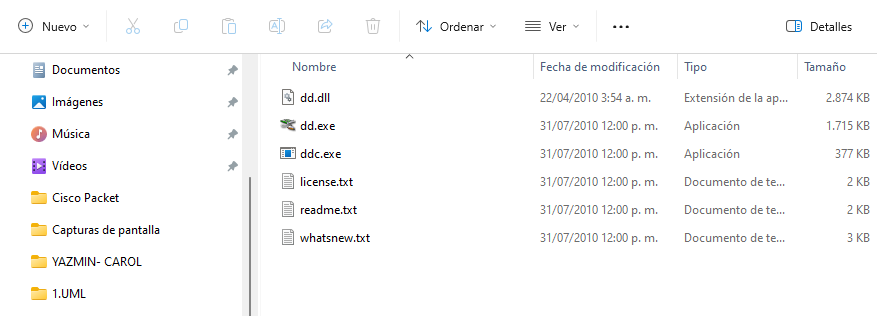 Nuevo Ordenar Ver ... Detalles
Nombre Fecha de modificación Tipo Tamaño
Documentos
Imágenes
Música
Vídeos
Cisco Packet
Capturas de pantalla
YAZMIN- CAROL
1.UML
dd.dll 22/04/2010 3:54 a. m. Extensión de la ap... 2.874 KB
dd.exe 31/07/2010 12:00 p. m. Aplicación 1.715 KB
ddc.exe 31/07/2010 12:00 p. m. Aplicación 377 KB
license.txt 31/07/2010 12:00 p. m. Documento de te... 2 KB
readme.txt 31/07/2010 12:00 p. m. Documento de te... 2 KB
whatsnew.txt 31/07/2010 12:00 p. m. Documento de te... 3 KB